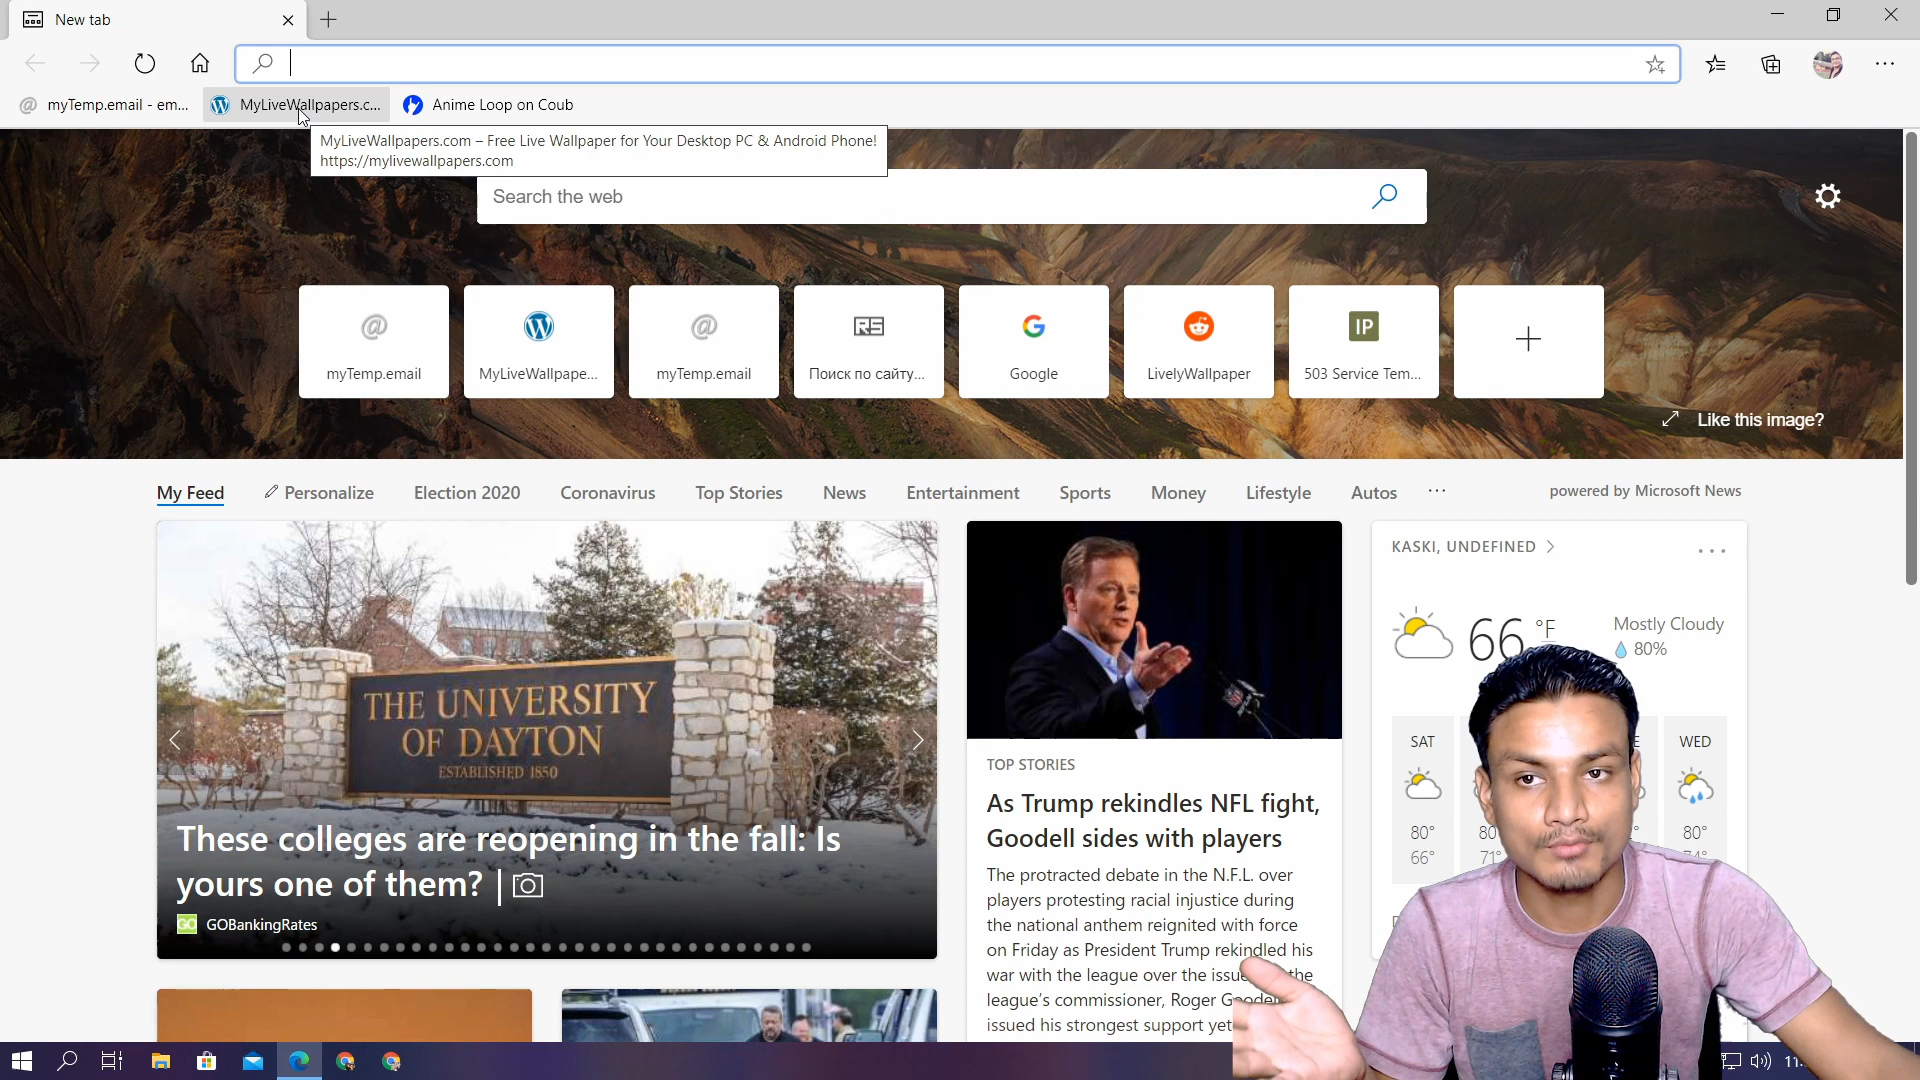 New tab
myTemp.email - em...
MyLiveWallpapers.c...
Anime Loop on Coub
MyLiveWallpapers.com – Free Live Wallpaper for Your Desktop PC & Android Phone!
https://mylivewallpapers.com
Search the web
@
myTemp.email
MyLiveWallpape...
@
myTemp.email
Поиск по сайту...
Google
LivelyWallpaper
IP
503 Service Tem...
Like this image?
My Feed
Personalize
Election 2020
Coronavirus
Top Stories
News
Entertainment
Sports
Money
Lifestyle
Autos
powered by Microsoft News
THE UNIVERSITY
OF DAYTON
ESTABLISHED 1850
These colleges are reopening in the fall: Is
yours one of them?
GO GOBankingRates
TOP STORIES
As Trump rekindles NFL fight,
Goodell sides with players
The protracted debate in the N.F.L. over
players protesting racial injustice during
the national anthem reignited with force
on Friday as President Trump rekindled his
war with the league over the issue the
league's commissioner, Roger
issued his strongest support yet
KASKI, UNDEFINED
66 °F
Mostly Cloudy
80%
SAT
80°
66°
80
71°
WED
80°
74°